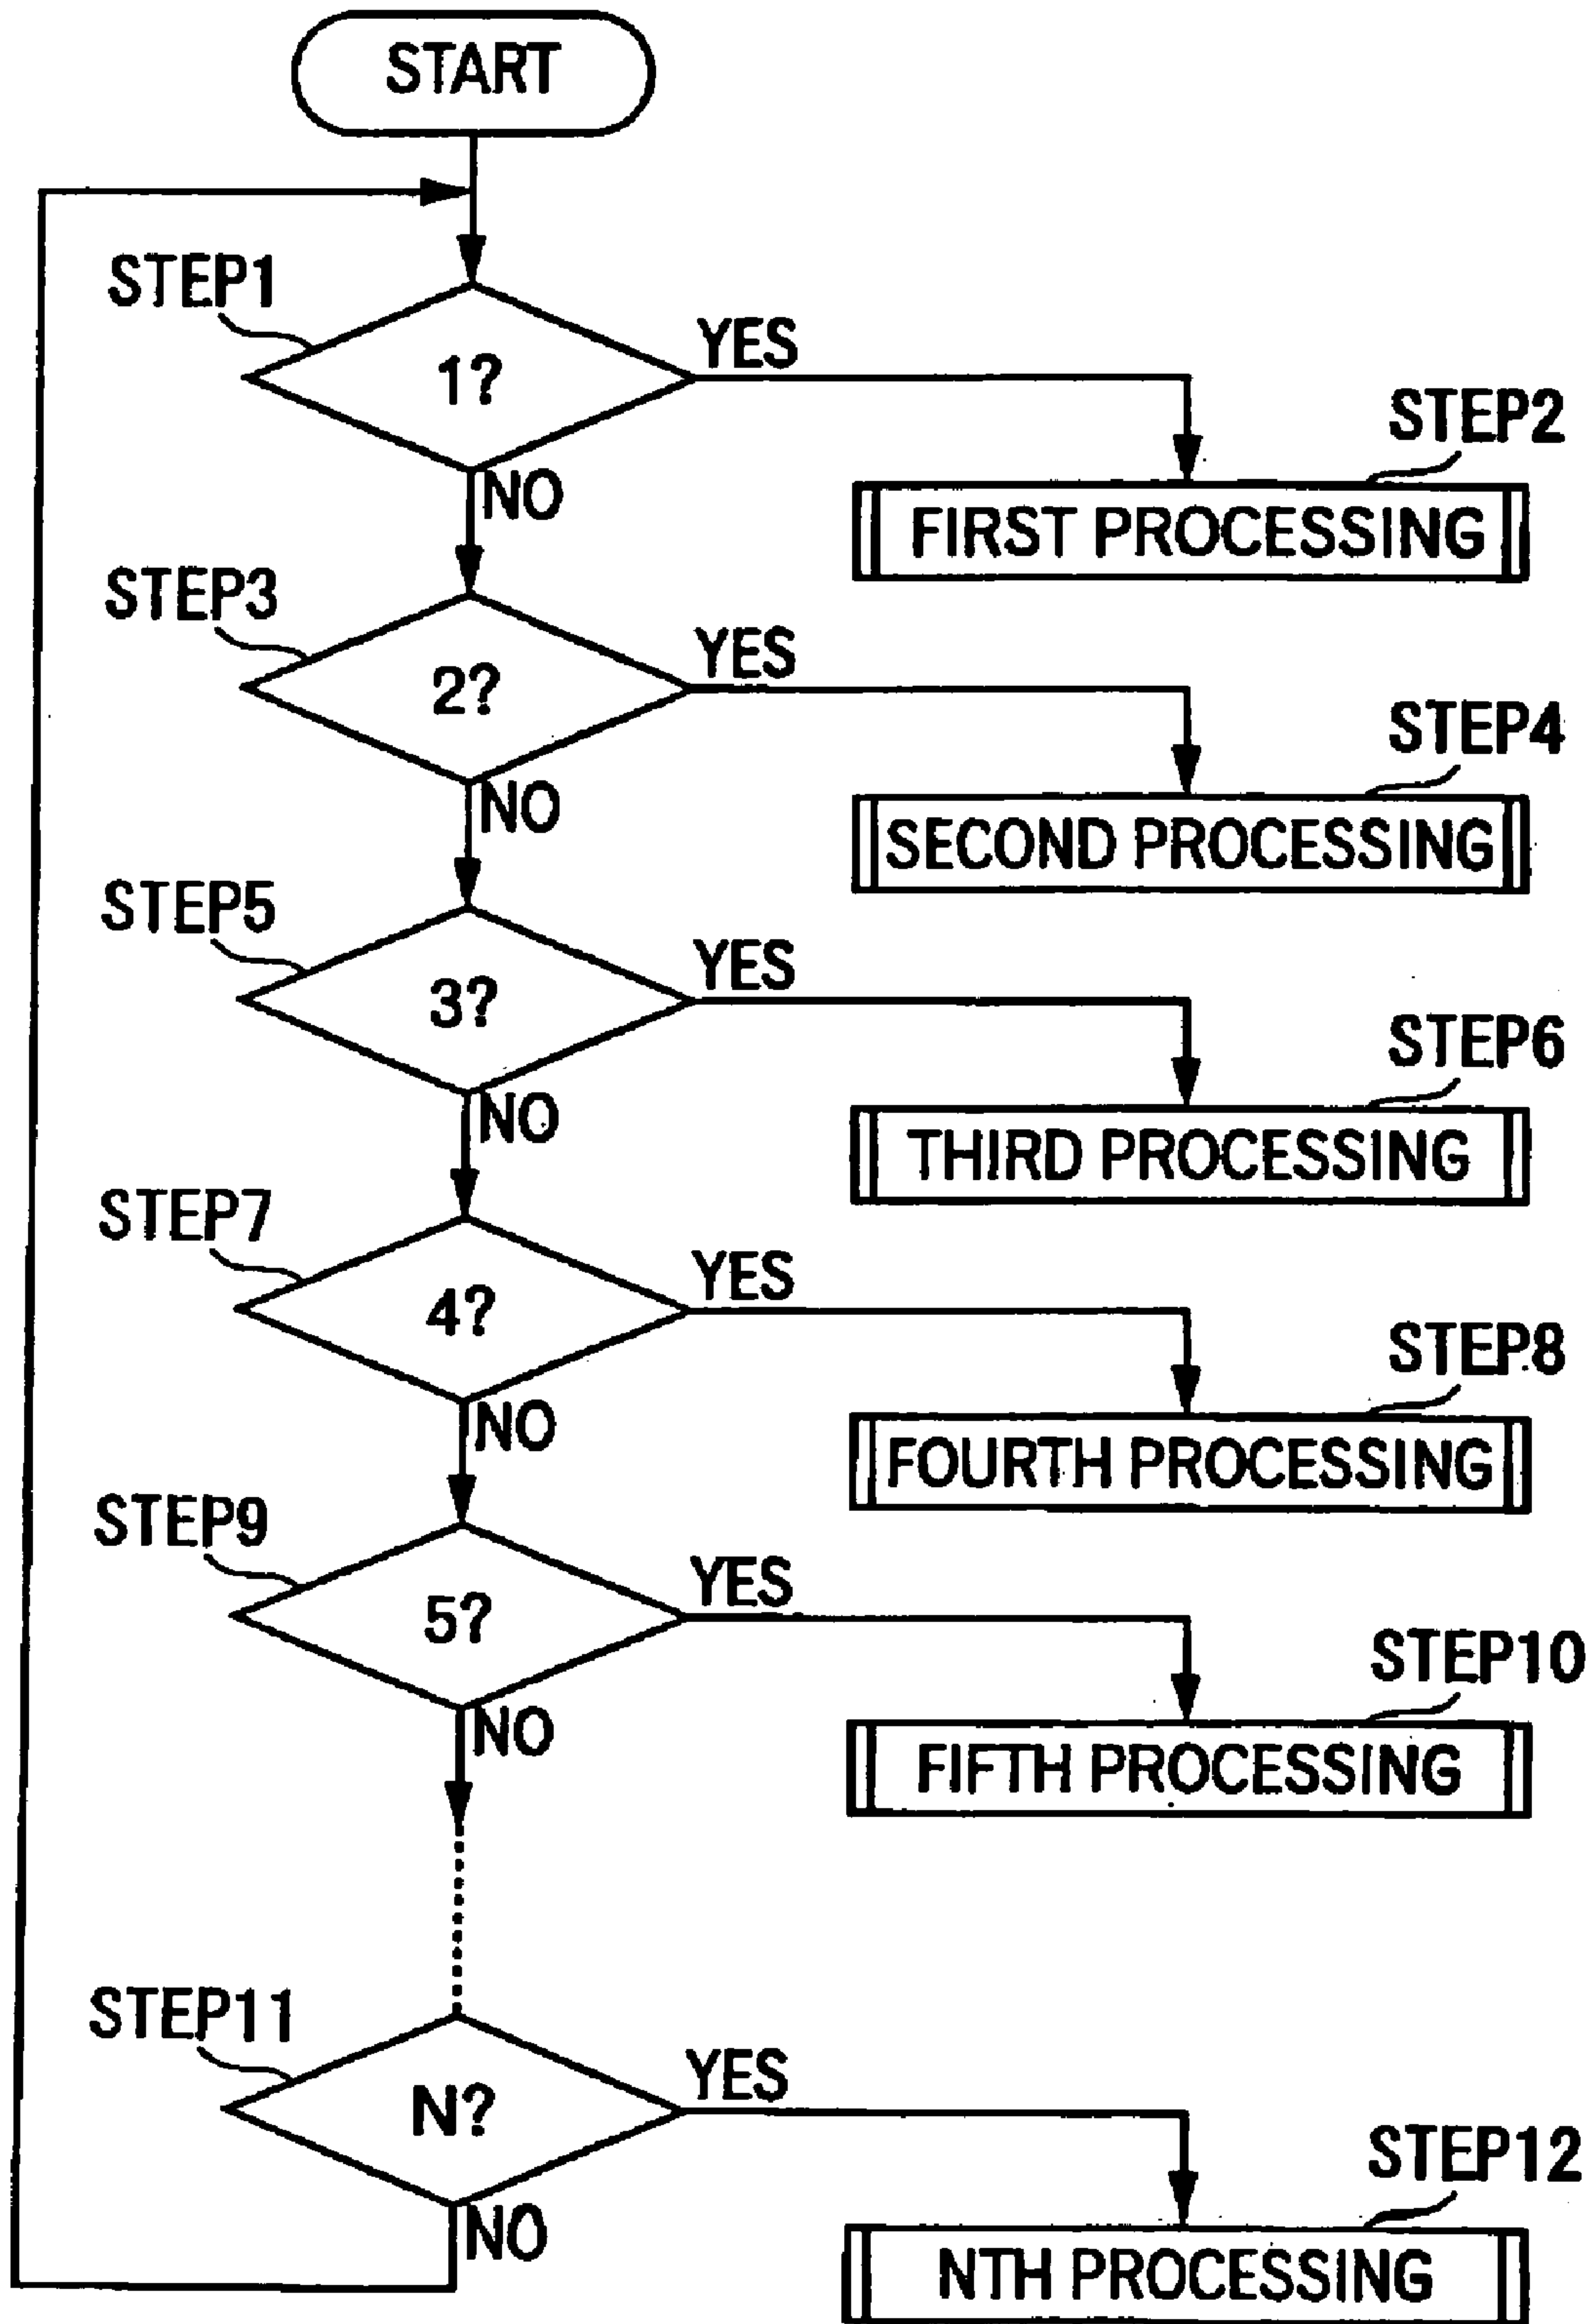 START
STEP1
1?
YES
NO
STEP2
FIRST PROCESSING
STEP3
2?
YES
NO
STEP4
SECOND PROCESSING
STEP5
3?
YES
NO
STEP6
THIRD PROCESSING
STEP7
4?
YES
NO
STEP8
FOURTH PROCESSING
STEP9
5?
YES
NO
STEP10
FIFTH PROCESSING
STEP11
N?
YES
NO
STEP12
NTH PROCESSING